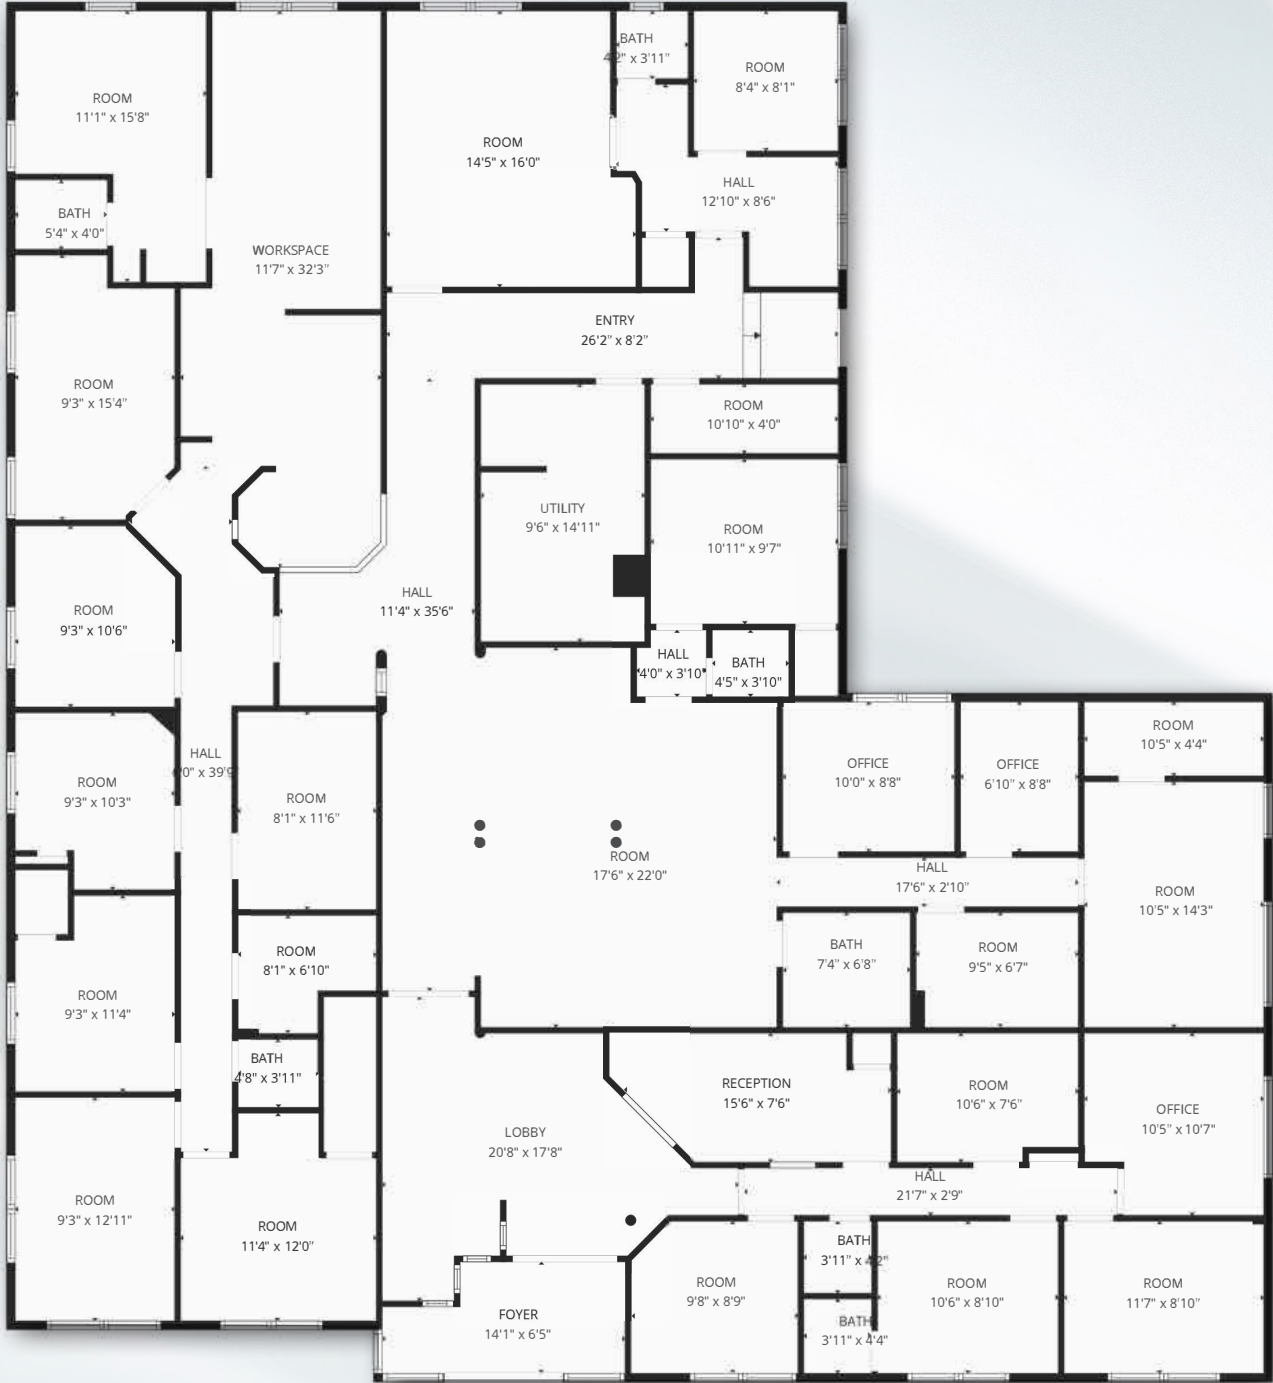 BATH
4'2" x 3'11"
ROOM
8'4" x 8'1"
ROOM
11'1" x 15'8"
ROOM
14'5" x 16'0"
HALL
12'10" x 8'6"
BATH
5'4" x 4'0"
WORKSPACE
11'7" x 32'3"
ENTRY
26'2" x 8'2"
ROOM
9'3" x 15'4"
ROOM
10'10" x 4'0"
UTILITY
9'6" x 14'11"
ROOM
10'11" x 9'7"
HALL
11'4" x 35'6"
ROOM
9'3" x 10'6"
HALL
4'0" x 3'10"
BATH
4'5" x 3'10"
ROOM
10'5" x 4'4"
HALL
ROOM
9'3" x 10'3"
OFFICE
10'0" x 8'8"
OFFICE
6'10" x 8'8"
ROOM
8'1" x 11'6"
ROOM
17'6" x 22'0"
HALL
17'6" x 2'10"
ROOM
10'5" x 14'3"
ROOM
8'1" x 6'10"
BATH
7'4" x 6'8"
ROOM
9'5" x 6'7"
ROOM
9'3" x 11'4"
BATH
4'8" x 3'11"
RECEPTION
15'6" x 7'6"
ROOM
10'6" x 7'6"
OFFICE
10'5" x 10'7"
LOBBY
20'8" x 17'8"
HALL
21'7" x 2'9"
ROOM
9'3" x 12'11"
ROOM
11'4" x 12'0"
BATH
3'11" x 4'2"
ROOM
9'8" x 8'9"
ROOM
10'6" x 8'10"
ROOM
11'7" x 8'10"
FOYER
14'1" x 6'5"
BATH
3'11" x 4'4"